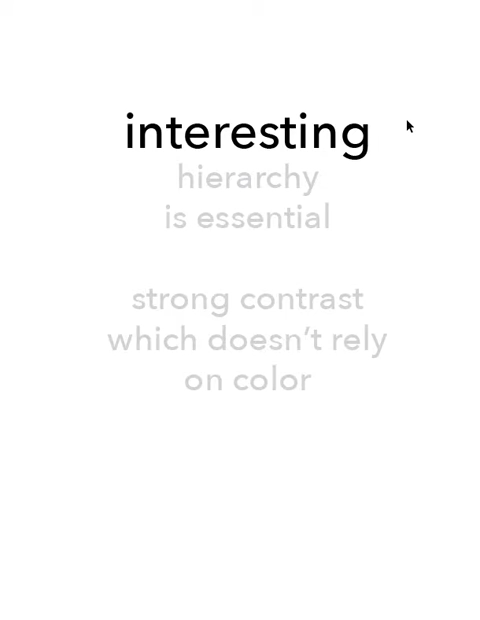 interesting
hierarchy
is essential
strong contrast
which doesn’t rely
on color